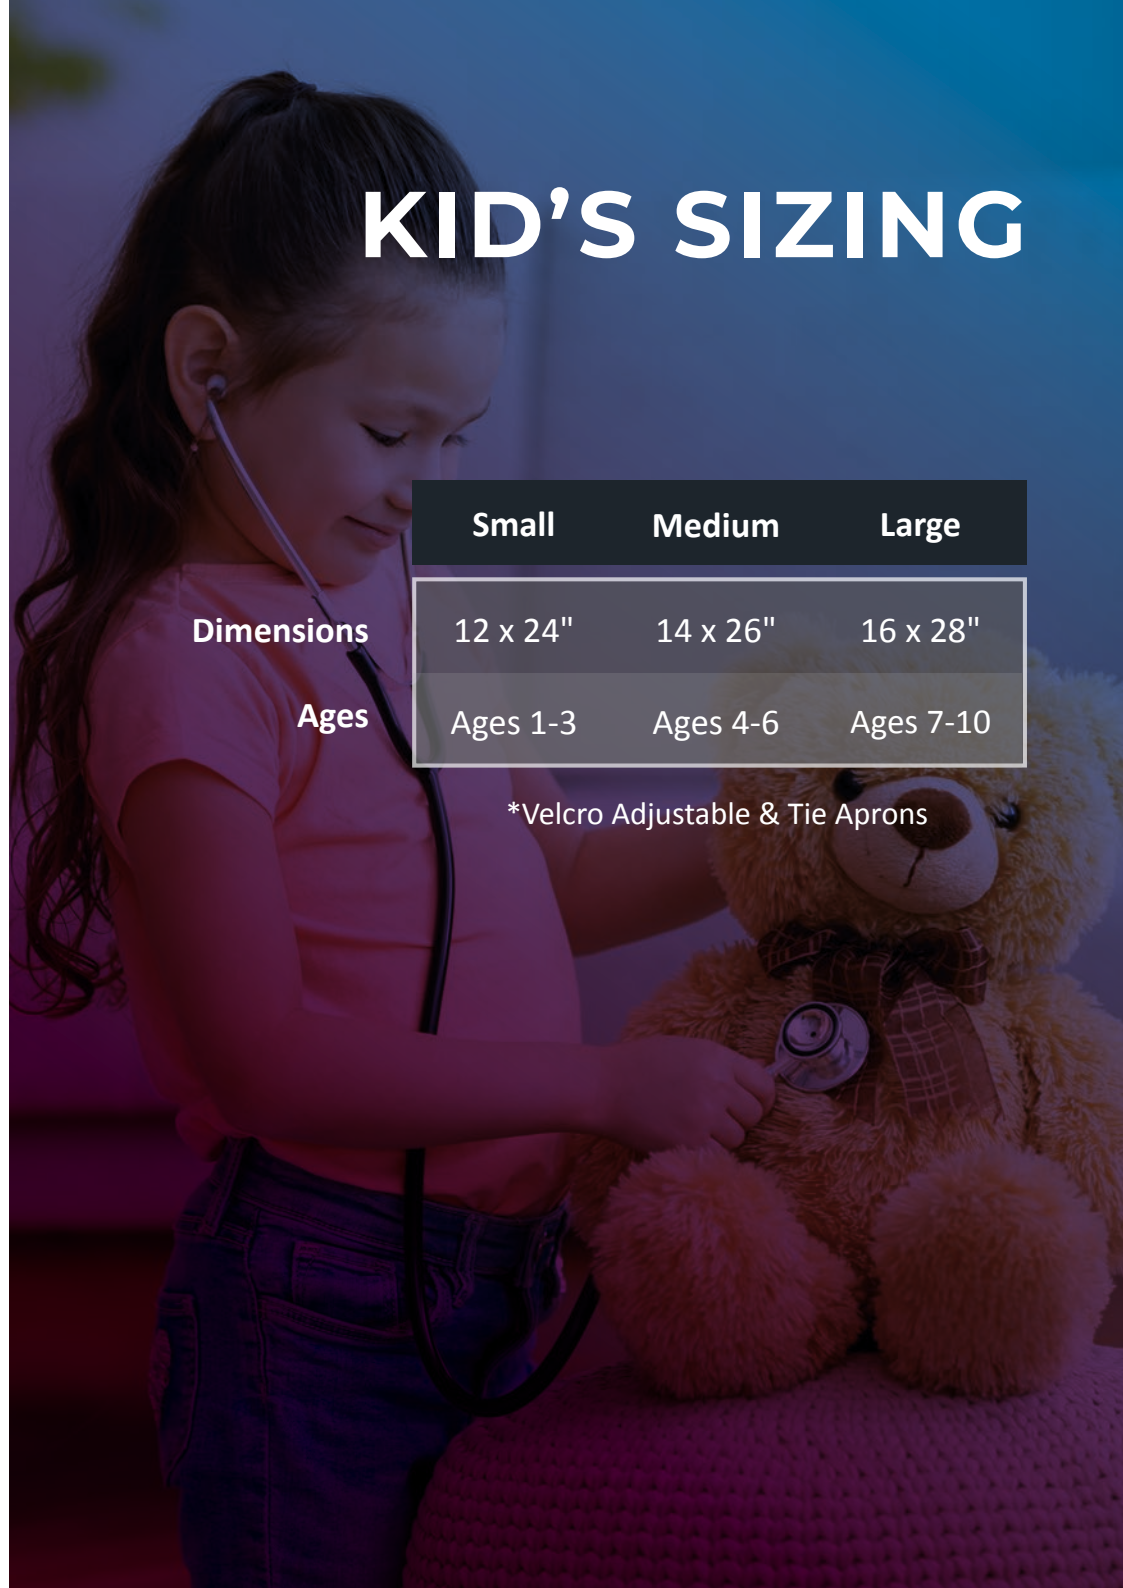 KID’S SIZING
Small Medium Large
Dimensions 12 x 24" 14 x 26" 16 x 28"
Ages Ages 1-3 Ages 4-6 Ages 7-10
*Velcro Adjustable & Tie Aprons